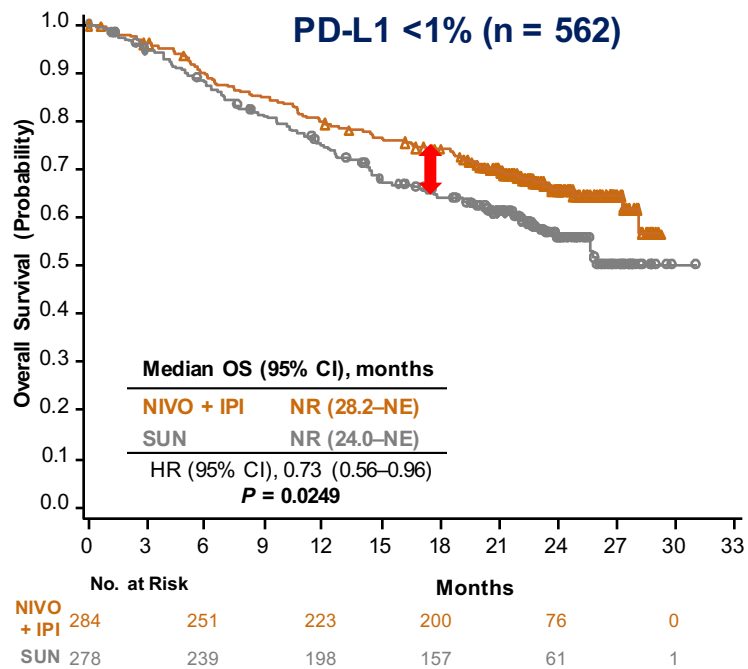 PD-L1 <1% (n = 562)
Overall Survival (Probability)
1.0
0.9
0.8
0.7
0.6
0.5
0.4
0.3
0.2
0.1
0.0
Median OS (95% CI), months
NIVO + IPI NR (28.2–NE)
SUN NR (24.0–NE)
HR (95% CI), 0.73 (0.56–0.96)
P = 0.0249
0 3 6 9 12 15 18 21 24 27 30 33
No. at Risk Months
NIVO
+ IPI 284 251 223 200 76 0
SUN 278 239 198 157 61 1